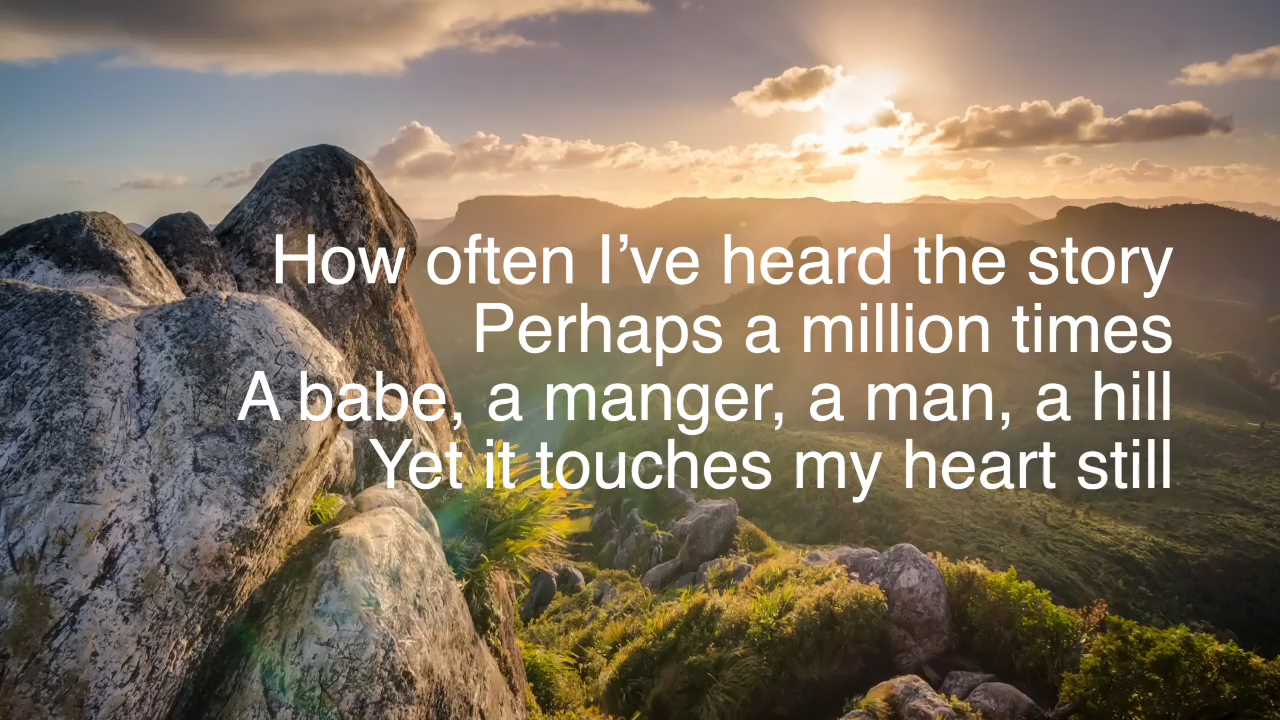 How often I’ve heard the story
Perhaps a million times
A babe, a manger, a man, a hill
Yet it touches my heart still